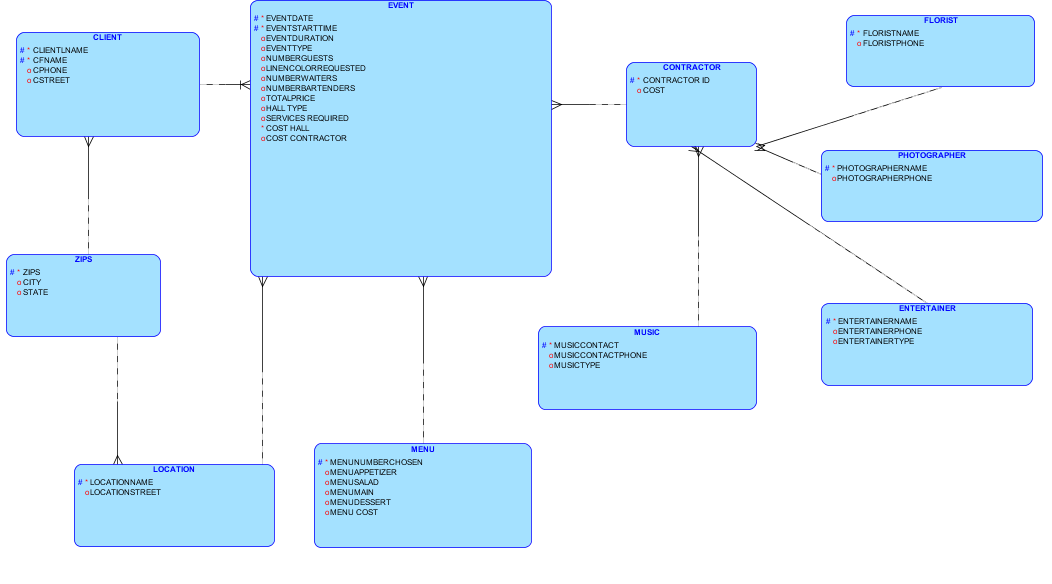 EVENT
# * EVENTDATE
# * EVENTSTARTTIME
o EVENTDURATION
o EVENTTYPE
o NUMBERGUESTS
o LINENCOLORREQUESTED
o NUMBERWAITERS
o NUMBERBARTENDERS
o TOTALPRICE
o HALL TYPE
o SERVICES REQUIRED
* COST HALL
o COST CONTRACTOR
CLIENT
# * CLIENTLNAME
# * CFNAME
o CPHONE
o CSTREET
FLORIST
# * FLORISTNAME
o FLORISTPHONE
CONTRACTOR
# * CONTRACTOR ID
o COST
PHOTOGRAPHER
# * PHOTOGRAPHERNAME
o PHOTOGRAPHERPHONE
ZIPS
# * ZIPS
o CITY
o STATE
ENTERTAINER
# * ENTERTAINERNAME
o ENTERTAINERPHONE
o ENTERTAINERTYPE
MUSIC
# * MUSICCONTACT
o MUSICCONTACTPHONE
o MUSICTYPE
LOCATION
# * LOCATIONNAME
o LOCATIONSTREET
MENU
# * MENUNUMBERCHOSEN
o MENUAPPETIZER
o MENUSALAD
o MENUMAIN
o MENUDESSERT
o MENU COST